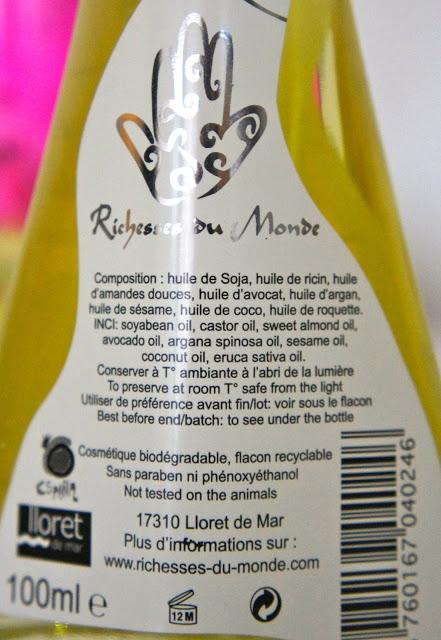 Richesses du Monde
Composition : huile de Soja, huile de ricin, huile
d'amandes douces, huile d'avocat, huile d'argan,
huile de sésame, huile de coco, huile de roquette.
INCI: soyabean oil, castor oil, sweet almond oil,
avocado oil, argana spinosa oil, sesame oil,
coconut oil, eruca sativa oil.
Conserver à T° ambiante à l'abri de la lumière
To preserve at room T° safe from the light
Utiliser de préférence avant fin/lot: voir sous le flacon
Best before end/batch: to see under the bottle
Cosmétique biodégradable, flacon recyclable
Sans paraben ni phénoxyéthanol
Not tested on the animals
lloret
de mar
17310 Lloret de Mar
Plus d'informations sur :
www.richesses-du-monde.com
100ml e
12 M
760167 040246